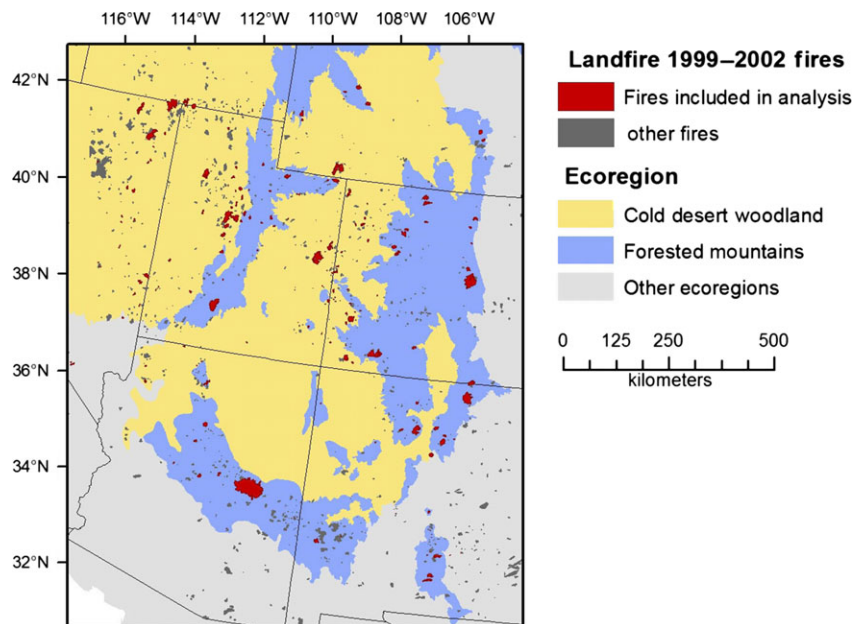 116°W 114°W 112°W 110°W 108°W 106°W
42°N
40°N
38°N
36°N
34°N
32°N
Landfire 1999–2002 fires
Fires included in analysis
other fires
Ecoregion
Cold desert woodland
Forested mountains
Other ecoregions
0 125 250 500
kilometers